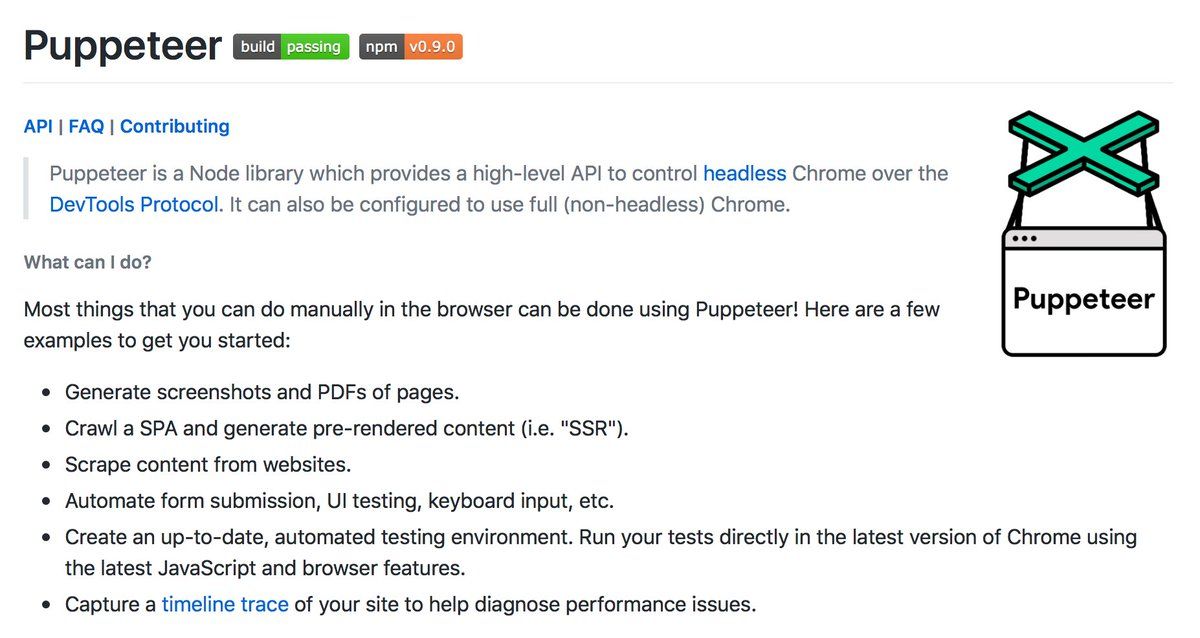 Puppeteer build passing npm v0.9.0
API | FAQ | Contributing
Puppeteer is a Node library which provides a high-level API to control headless Chrome over the
DevTools Protocol. It can also be configured to use full (non-headless) Chrome.
Puppeteer
What can I do?
Most things that you can do manually in the browser can be done using Puppeteer! Here are a few
examples to get you started:
• Generate screenshots and PDFs of pages.
• Crawl a SPA and generate pre-rendered content (i.e. "SSR").
• Scrape content from websites.
• Automate form submission, UI testing, keyboard input, etc.
• Create an up-to-date, automated testing environment. Run your tests directly in the latest version of Chrome using
the latest JavaScript and browser features.
• Capture a timeline trace of your site to help diagnose performance issues.